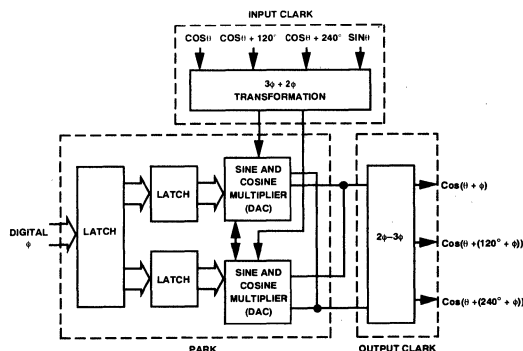 INPUT CLARK
COSθ COSθ + 120° COSθ + 240° SINθ
3φ + 2φ
TRANSFORMATION
DIGITAL
φ
LATCH
LATCH
SINE AND
COSINE
MULTIPLIER
(DAC)
LATCH
SINE AND
COSINE
MULTIPLIER
(DAC)
2φ–3φ
Cos(θ + φ)
Cos(θ +(120° + φ))
Cos(θ +(240° + φ))
PARK
OUTPUT CLARK